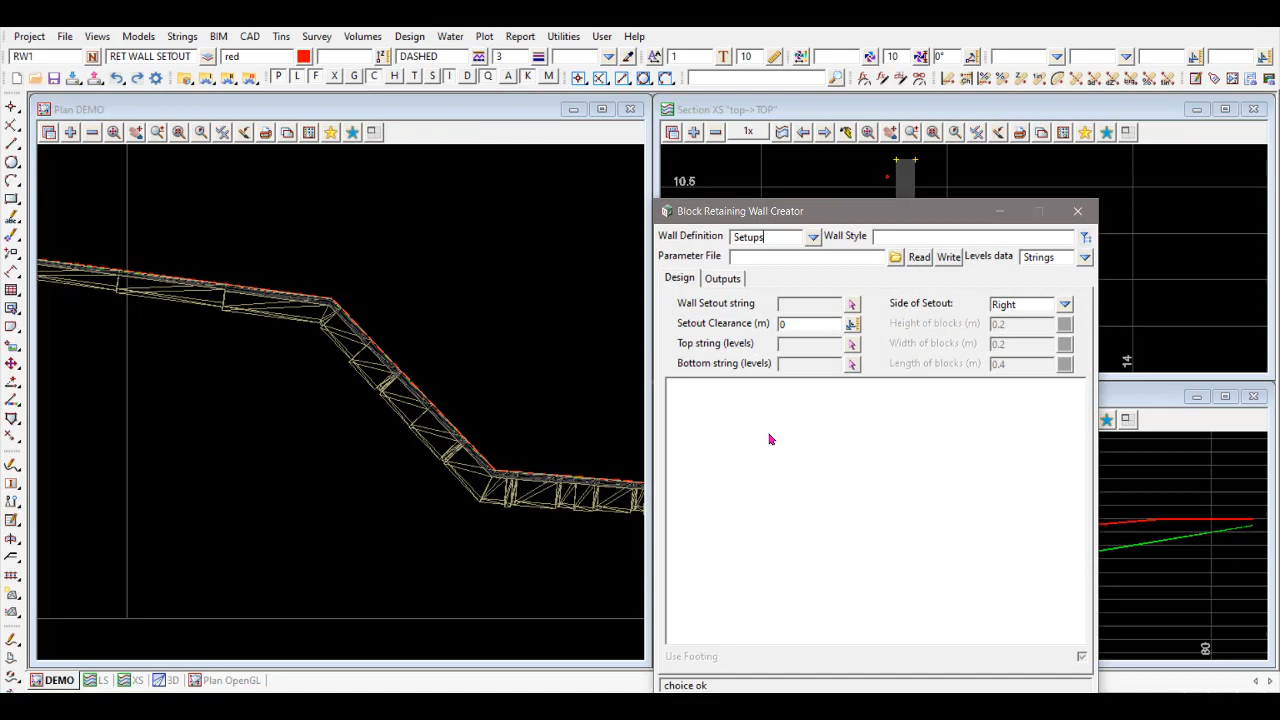 Project File Views Models Strings BIM CAD Tins Survey Volumes Design Water Plot Report Utilities User Help
RW1 N RET WALL SETOUT red DASHED 3 1 T 10 10 0°
P L F X G C H T S I D Q A K M
Plan DEMO
Section XS "top->TOP"
1x
10.5
14
Block Retaining Wall Creator
Wall Definition Setups Wall Style
Parameter File Read Write Levels data Strings
Design Outputs
Wall Setout string Side of Setout: Right
Setout Clearance (m) 0 Height of blocks (m) 0.2
Top string (levels) Width of blocks (m) 0.2
Bottom string (levels) Length of blocks (m) 0.4
80
Use Footing
choice ok
DEMO LS XS 3D Plan OpenGL